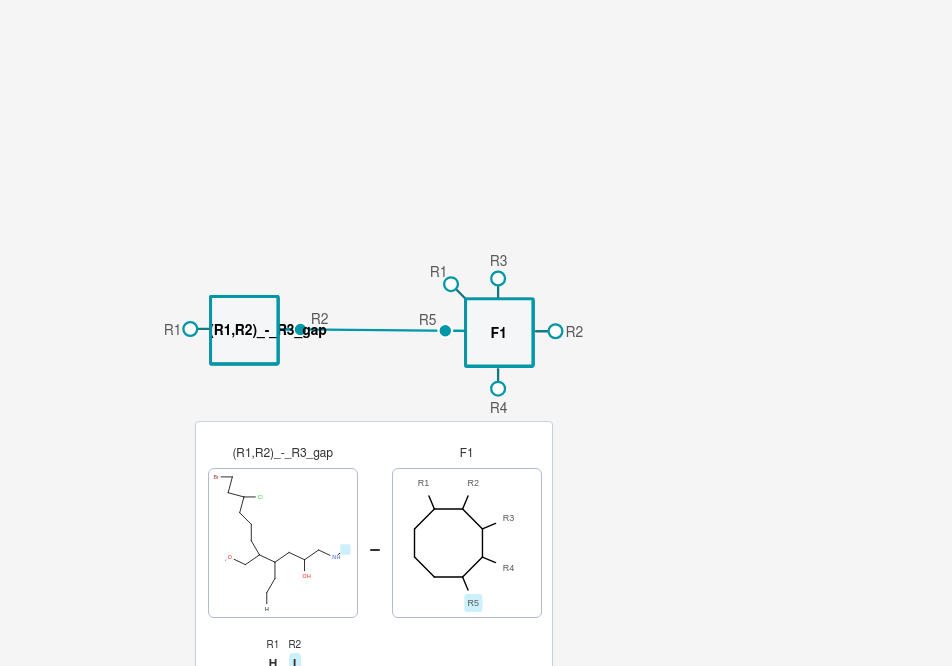 R3
R1
R1
(R1,R2)_-_R3_gap
R2
R5
F1
R2
R4
(R1,R2)_-_R3_gap
F1
Br
Cl
O
OH
NH
H
R1
R2
R3
R4
R5
R1 R2
H